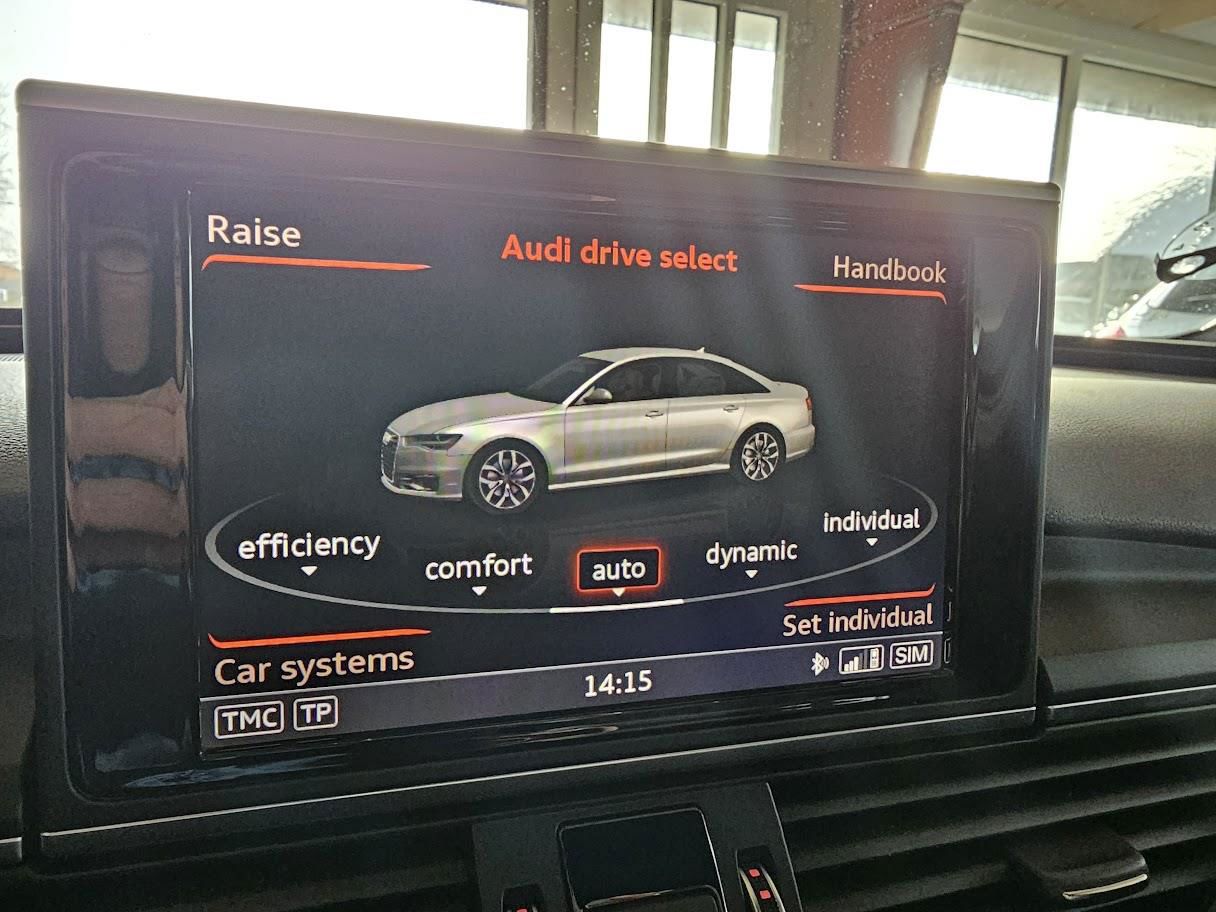 Raise
Audi drive select
Handbook
efficiency
comfort
auto
dynamic
individual
Car systems
Set individual
TMC TP
14:15
SIM